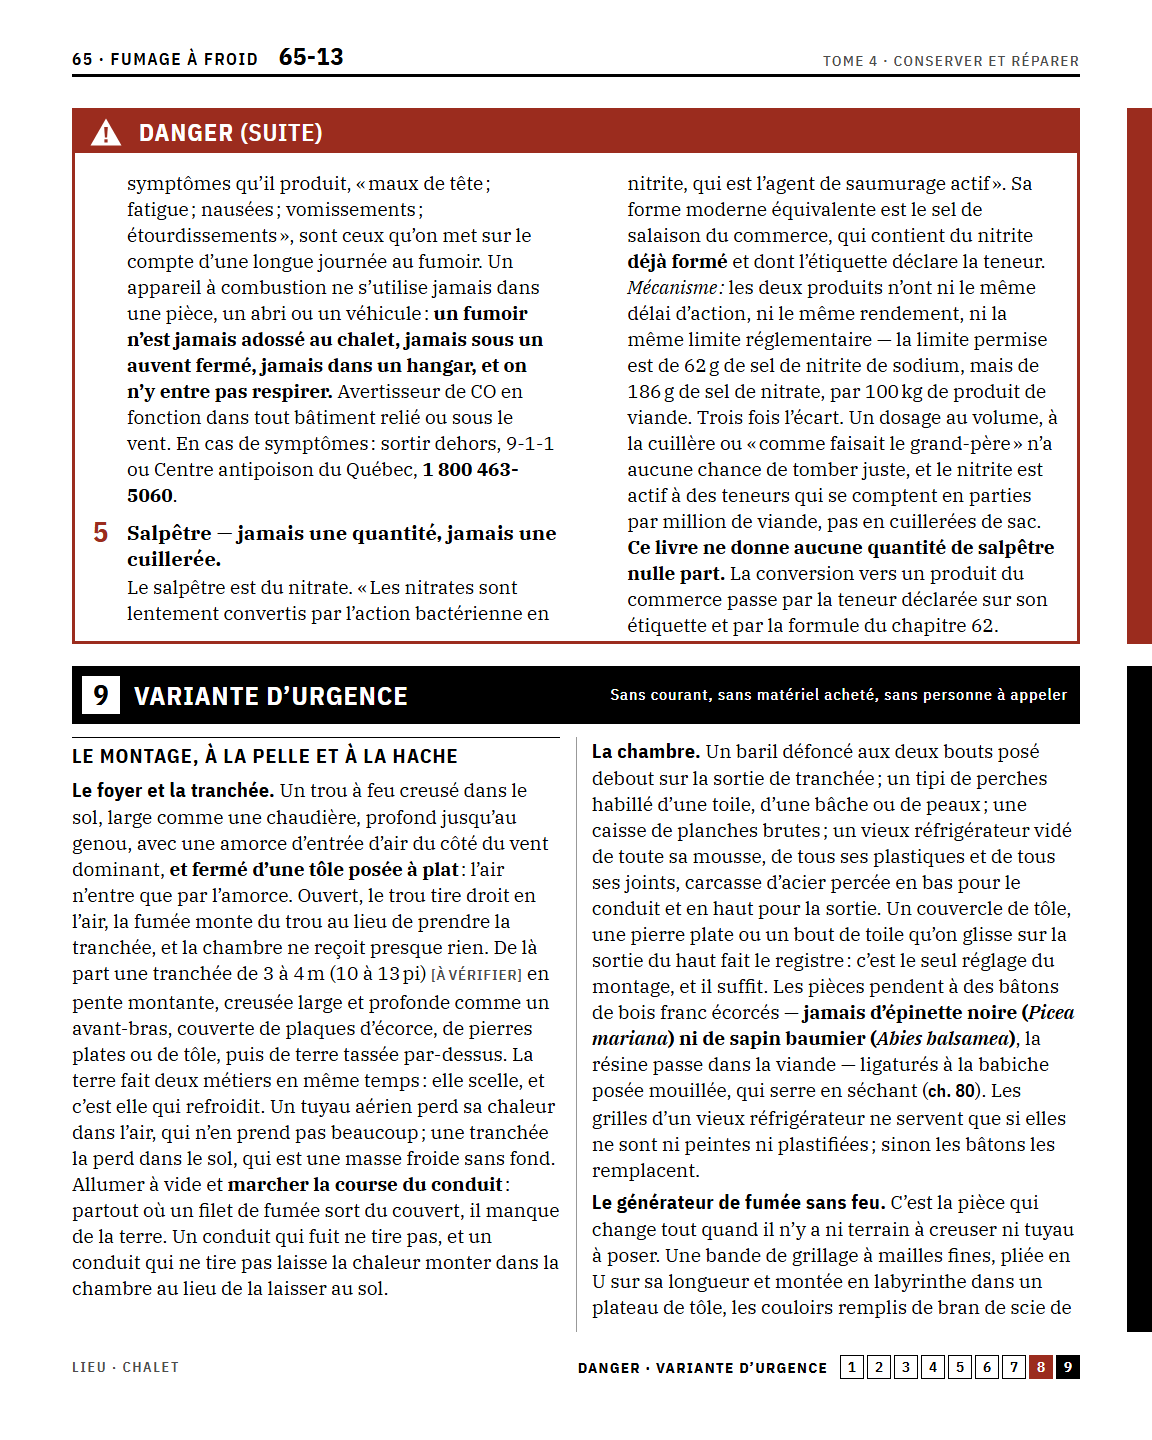 65 · FUMAGE À FROID 65-13
TOME 4 · CONSERVER ET RÉPARER
DANGER (SUITE)
symptômes qu’il produit, « maux de tête ;
fatigue ; nausées ; vomissements ;
étourdissements », sont ceux qu’on met sur le
compte d’une longue journée au fumoir. Un
appareil à combustion ne s’utilise jamais dans
une pièce, un abri ou un véhicule : un fumoir
n’est jamais adossé au chalet, jamais sous un
auvent fermé, jamais dans un hangar, et on
n’y entre pas respirer. Avertisseur de CO en
fonction dans tout bâtiment relié ou sous le
vent. En cas de symptômes : sortir dehors, 9-1-1
ou Centre antipoison du Québec, 1 800 463-
5060.
5 Salpêtre — jamais une quantité, jamais une
cuillerée.
Le salpêtre est du nitrate. « Les nitrates sont
lentement convertis par l’action bactérienne en
nitrite, qui est l’agent de saumurage actif ». Sa
forme moderne équivalente est le sel de
salaison du commerce, qui contient du nitrite
déjà formé et dont l’étiquette déclare la teneur.
Mécanisme : les deux produits n’ont ni le même
délai d’action, ni le même rendement, ni la
même limite réglementaire — la limite permise
est de 62 g de sel de nitrite de sodium, mais de
186 g de sel de nitrate, par 100 kg de produit de
viande. Trois fois l’écart. Un dosage au volume, à
la cuillère ou « comme faisait le grand-père » n’a
aucune chance de tomber juste, et le nitrite est
actif à des teneurs qui se comptent en parties
par million de viande, pas en cuillerées de sac.
Ce livre ne donne aucune quantité de salpêtre
nulle part. La conversion vers un produit du
commerce passe par la teneur déclarée sur son
étiquette et par la formule du chapitre 62.
9 VARIANTE D’URGENCE
Sans courant, sans matériel acheté, sans personne à appeler
LE MONTAGE, À LA PELLE ET À LA HACHE
Le foyer et la tranchée. Un trou à feu creusé dans le
sol, large comme une chaudière, profond jusqu’au
genou, avec une amorce d’entrée d’air du côté du vent
dominant, et fermé d’une tôle posée à plat : l’air
n’entre que par l’amorce. Ouvert, le trou tire droit en
l’air, la fumée monte du trou au lieu de prendre la
tranchée, et la chambre ne reçoit presque rien. De là
part une tranchée de 3 à 4 m (10 à 13 pi) [À VÉRIFIER] en
pente montante, creusée large et profonde comme un
avant-bras, couverte de plaques d’écorce, de pierres
plates ou de tôle, puis de terre tassée par-dessus. La
terre fait deux métiers en même temps : elle scelle, et
c’est elle qui refroidit. Un tuyau aérien perd sa chaleur
dans l’air, qui n’en prend pas beaucoup ; une tranchée
la perd dans le sol, qui est une masse froide sans fond.
Allumer à vide et marcher la course du conduit :
partout où un filet de fumée sort du couvert, il manque
de la terre. Un conduit qui fuit ne tire pas, et un
conduit qui ne tire pas laisse la chaleur monter dans la
chambre au lieu de la laisser au sol.
La chambre. Un baril défoncé aux deux bouts posé
debout sur la sortie de tranchée ; un tipi de perches
habillé d’une toile, d’une bâche ou de peaux ; une
caisse de planches brutes ; un vieux réfrigérateur vidé
de toute sa mousse, de tous ses plastiques et de tous
ses joints, carcasse d’acier percée en bas pour le
conduit et en haut pour la sortie. Un couvercle de tôle,
une pierre plate ou un bout de toile qu’on glisse sur la
sortie du haut fait le registre : c’est le seul réglage du
montage, et il suffit. Les pièces pendent à des bâtons
de bois franc écorcés — jamais d’épinette noire (Picea
mariana) ni de sapin baumier (Abies balsamea), la
résine passe dans la viande — ligaturés à la babiche
posée mouillée, qui serre en séchant (ch. 80). Les
grilles d’un vieux réfrigérateur ne servent que si elles
ne sont ni peintes ni plastifiées ; sinon les bâtons les
remplacent.
Le générateur de fumée sans feu. C’est la pièce qui
change tout quand il n’y a ni terrain à creuser ni tuyau
à poser. Une bande de grillage à mailles fines, pliée en
U sur sa longueur et montée en labyrinthe dans un
plateau de tôle, les couloirs remplis de bran de scie de
LIEU · CHALET
DANGER · VARIANTE D’URGENCE 1 2 3 4 5 6 7 8 9